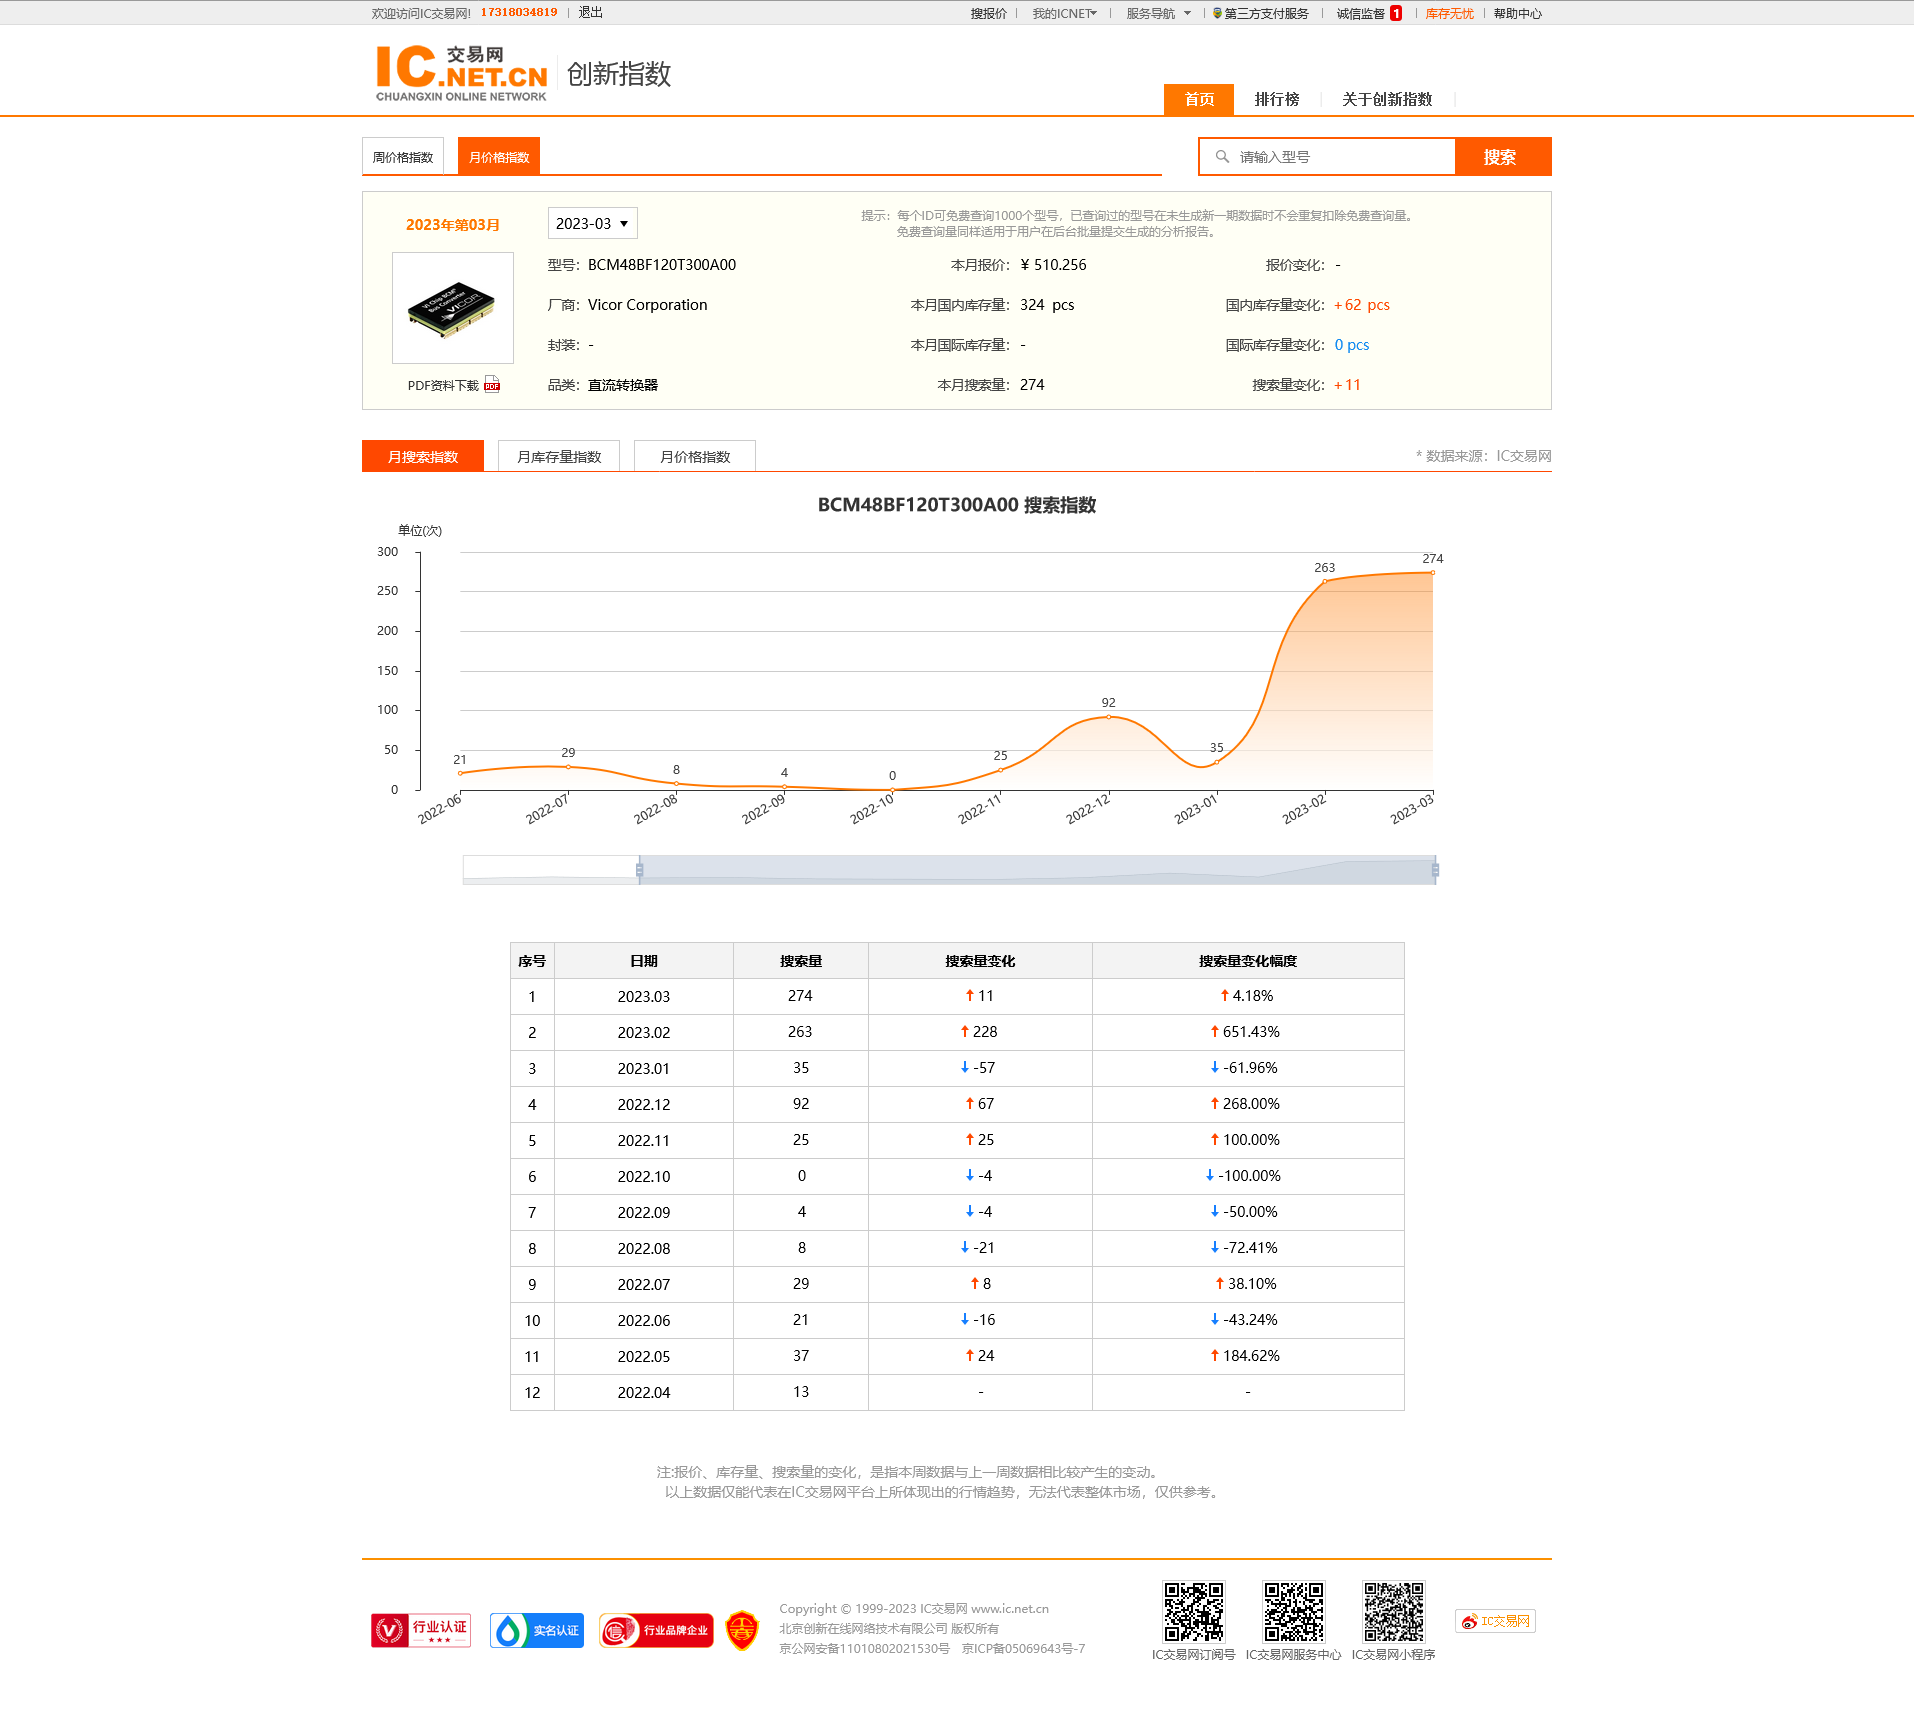 欢迎访问IC交易网! 17318034819 退出 搜报价 我的ICNET 服务导航 第三方支付服务 诚信监督 1 库存无忧 帮助中心
IC.NET.CN 交易网 创新指数
CHUANGXIN ONLINE NETWORK
首页 排行榜 关于创新指数
周价格指数 月价格指数 请输入型号 搜索
2023年第03月 2023-03
提示：每个ID可免费查询1000个型号，已查询过的型号在未生成新一期数据时不会重复扣除免费查询量。
免费查询量同样适用于用户在后台批量提交生成的分析报告。
型号：BCM48BF120T300A00 本月报价：¥ 510.256 报价变化：-
VI Chip BCM
Bus Converter
VICOR
厂商：Vicor Corporation 本月国内库存量：324 pcs 国内库存量变化：+62 pcs
封装：- 本月国际库存量：- 国际库存量变化：0 pcs
PDF资料下载 PDF 品类：直流转换器 本月搜索量：274 搜索量变化：+11
月搜索指数 月库存量指数 月价格指数 * 数据来源：IC交易网
BCM48BF120T300A00 搜索指数
单位(次)
300
250
200
150
100
50
0
21 29 8 4 0 25 92 35 263 274
2022-06 2022-07 2022-08 2022-09 2022-10 2022-11 2022-12 2023-01 2023-02 2023-03
序号 日期 搜索量 搜索量变化 搜索量变化幅度
1 2023.03 274 ↑ 11 ↑ 4.18%
2 2023.02 263 ↑ 228 ↑ 651.43%
3 2023.01 35 ↓ -57 ↓ -61.96%
4 2022.12 92 ↑ 67 ↑ 268.00%
5 2022.11 25 ↑ 25 ↑ 100.00%
6 2022.10 0 ↓ -4 ↓ -100.00%
7 2022.09 4 ↓ -4 ↓ -50.00%
8 2022.08 8 ↓ -21 ↓ -72.41%
9 2022.07 29 ↑ 8 ↑ 38.10%
10 2022.06 21 ↓ -16 ↓ -43.24%
11 2022.05 37 ↑ 24 ↑ 184.62%
12 2022.04 13 - -
注:报价、库存量、搜索量的变化，是指本周数据与上一周数据相比较产生的变动。
以上数据仅能代表在IC交易网平台上所体现出的行情趋势，无法代表整体市场，仅供参考。
行业认证 实名认证 信 行业品牌企业
Copyright © 1999-2023 IC交易网 www.ic.net.cn
北京创新在线网络技术有限公司 版权所有
京公网安备11010802021530号 京ICP备05069643号-7
IC交易网订阅号 IC交易网服务中心 IC交易网小程序
IC交易网